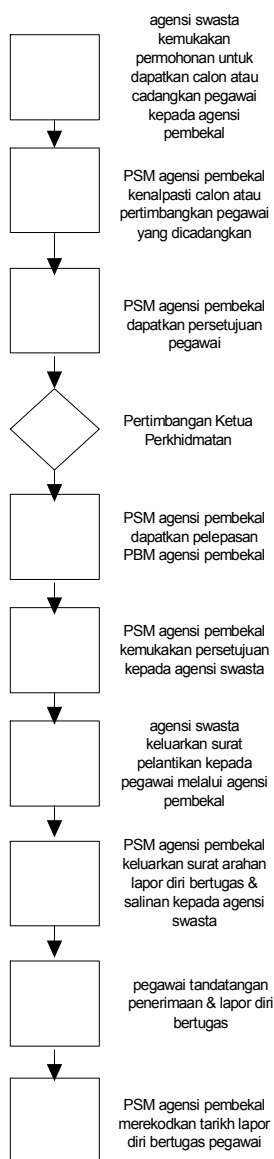 agensi swasta
kemukakan
permohonan untuk
dapatkan calon atau
cadangkan pegawai
kepada agensi
pembekal
PSM agensi pembekal
kenalpasti calon atau
pertimbangkan pegawai
yang dicadangkan
PSM agensi pembekal
dapatkan persetujuan
pegawai
Pertimbangan Ketua
Perkhidmatan
PSM agensi pembekal
dapatkan pelepasan
PBM agensi pembekal
PSM agensi pembekal
kemukakan persetujuan
kepada agensi swasta
agensi swasta
keluarkan surat
pelantikan kepada
pegawai melalui agensi
pembekal
PSM agensi pembekal
keluarkan surat arahan
lapor diri bertugas &
salinan kepada agensi
swasta
pegawai tandatangan
penerimaan & lapor diri
bertugas
PSM agensi pembekal
merekodkan tarikh lapor
diri bertugas pegawai